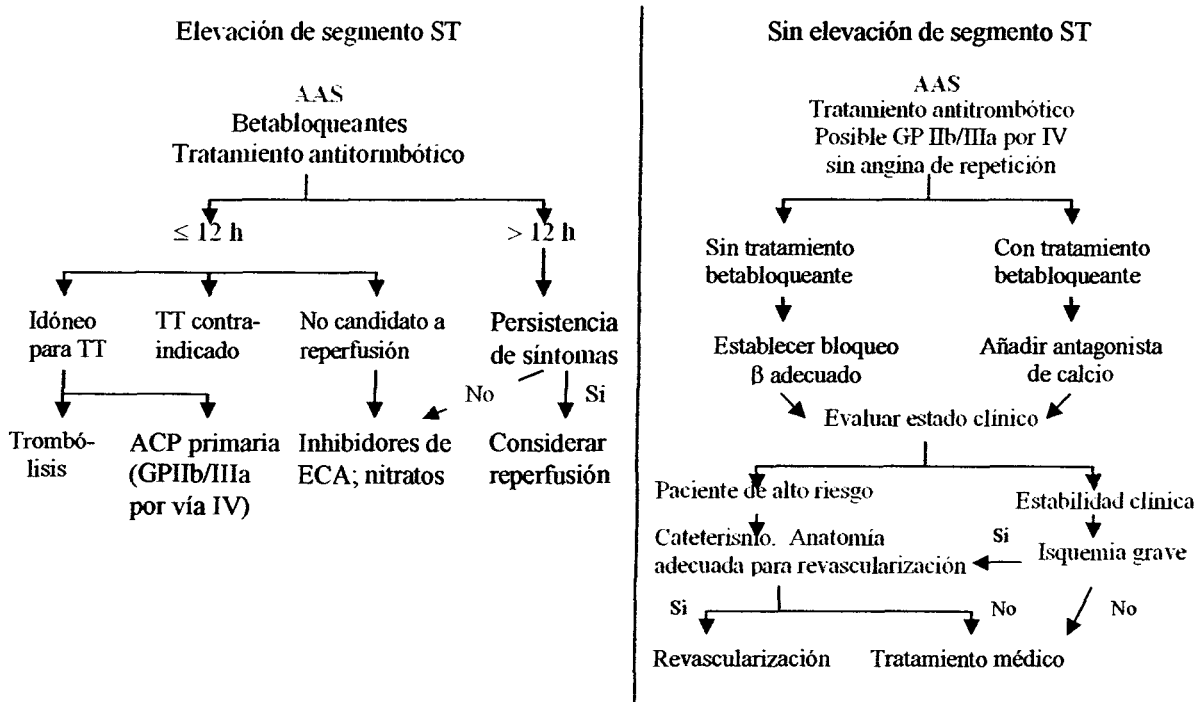 Elevación de segmento ST
AAS
Betabloqueantes
Tratamiento antitormbótico
≤ 12 h
> 12 h
Idóneo
para TT
TT contra-
indicado
No candidato a
reperfusión
Persistencia
de síntomas
No
Si
Trombó-
lisis
ACP primaria
(GPIIb/IIIa
por vía IV)
Inhibidores de
ECA; nitratos
Considerar
reperfusión
Sin elevación de segmento ST
AAS
Tratamiento antitrombótico
Posible GP IIb/IIIa por IV
sin angina de repetición
Sin tratamiento
betabloqueante
Con tratamiento
betabloqueante
Establecer bloqueo
β adecuado
Añadir antagonista
de calcio
Evaluar estado clínico
Paciente de alto riesgo
Estabilidad clínica
Cateterismo. Anatomía
adecuada para revascularización
Si
Isquemia grave
Si
No
No
Revascularización
Tratamiento médico